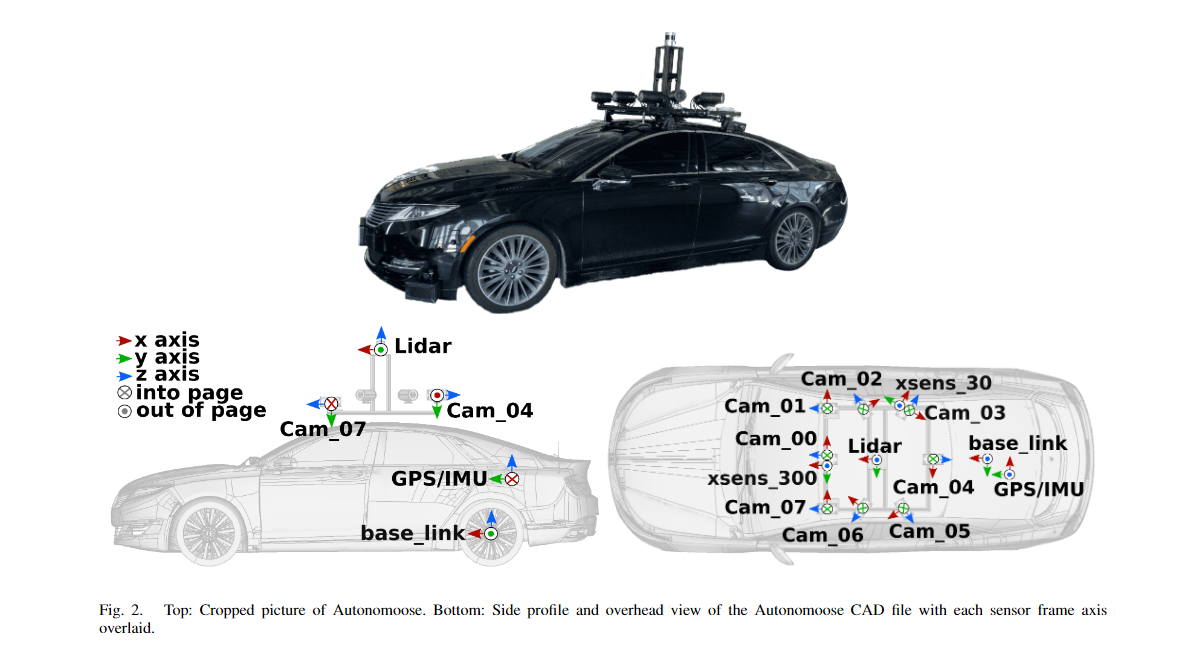 x axis
y axis
z axis
into page
out of page
Lidar
Cam_04
Cam_07
GPS/IMU
base_link
Cam_02
xsens_30
Cam_01
Cam_03
Cam_00
Lidar
base_link
xsens_300
Cam_04
GPS/IMU
Cam_07
Cam_06
Cam_05
Fig. 2. Top: Cropped picture of Autonomoose. Bottom: Side profile and overhead view of the Autonomoose CAD file with each sensor frame axis
overlaid.